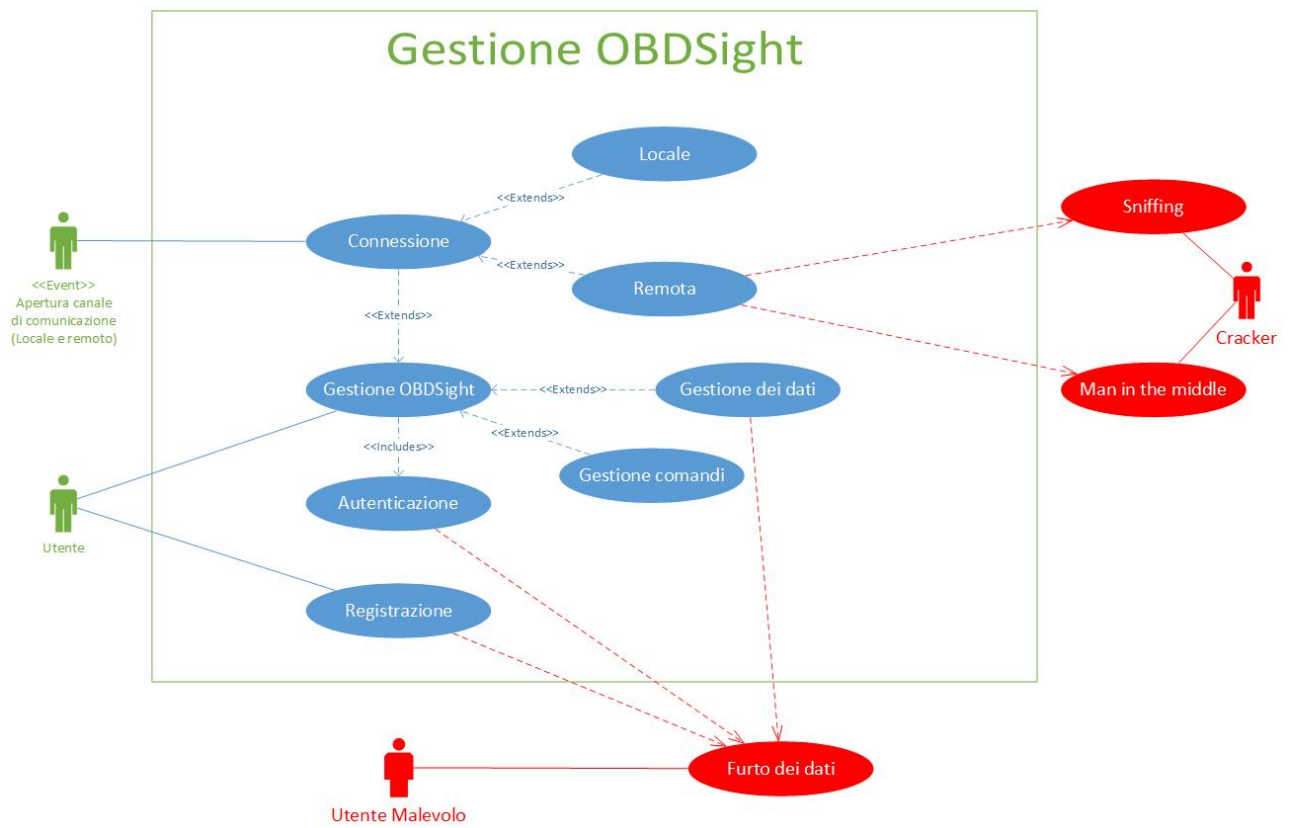 Gestione OBDSight
Locale
<<Extends>>
Sniffing
Connessione
<<Extends>>
Remota
<<Event>>
Apertura canale
di comunicazione
(Locale e remoto)
<<Extends>>
Cracker
Gestione OBDSight
<<Extends>>
Gestione dei dati
Man in the middle
<<Extends>>
<<Includes>>
Gestione comandi
Autenticazione
Utente
Registrazione
Furto dei dati
Utente Malevolo